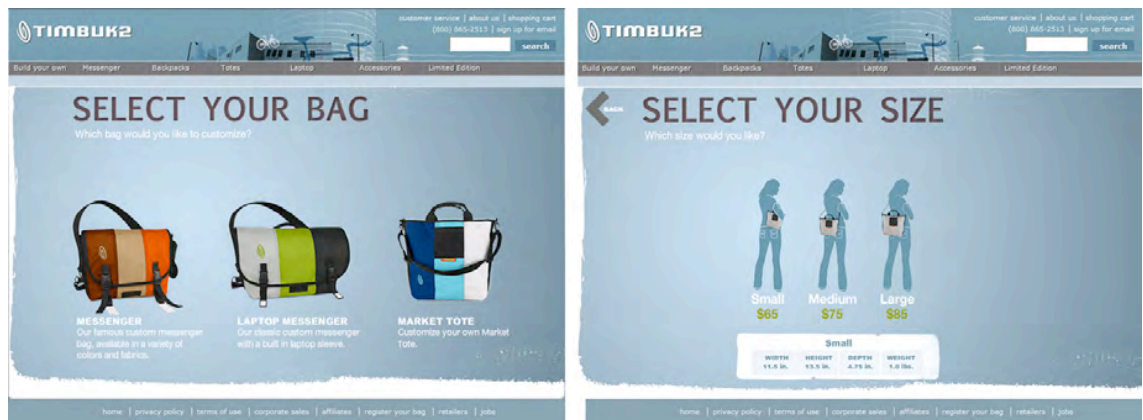 TIMBUK2
customer service | about us | shopping cart
(800) 865-2513 | sign up for email
search
Build your own Messenger Backpacks Totes Laptop Accessories Limited Edition
SELECT YOUR BAG
Which bag would you like to customize?
MESSENGER
Our famous custom messenger
bag, available in a variety of
colors and fabrics.
LAPTOP MESSENGER
Our classic custom messenger
with a built in laptop sleeve.
MARKET TOTE
Customize your own Market
Tote.
home | privacy policy | terms of use | corporate sales | affiliates | register your bag | retailers | jobs
TIMBUK2
customer service | about us | shopping cart
(800) 865-2513 | sign up for email
search
Build your own Messenger Backpacks Totes Laptop Accessories Limited Edition
BACK
SELECT YOUR SIZE
Which size would you like?
Small Medium Large
$65 $75 $85
Small
WIDTH HEIGHT DEPTH WEIGHT
11.5 in. 13.5 in. 4.75 in. 1.0 lbs.
home | privacy policy | terms of use | corporate sales | affiliates | register your bag | retailers | jobs